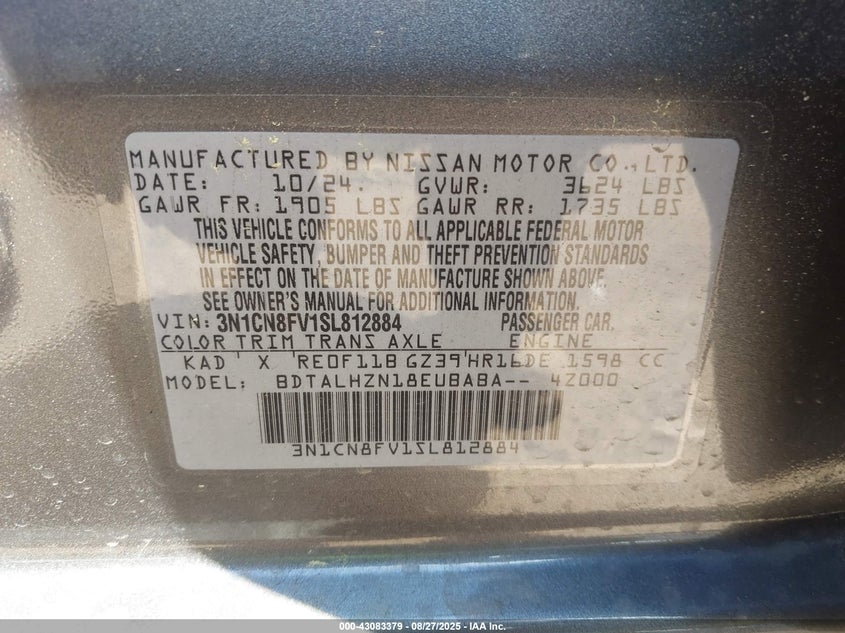 MANUFACTURED BY NISSAN MOTOR CO., LTD.
DATE: 10/24. GVWR: 3624 LBS
GAWR FR: 1905 LBS GAWR RR: 1735 LBS
THIS VEHICLE CONFORMS TO ALL APPLICABLE FEDERAL MOTOR
VEHICLE SAFETY, BUMPER AND THEFT PREVENTION STANDARDS
IN EFFECT ON THE DATE OF MANUFACTURE SHOWN ABOVE.
SEE OWNER'S MANUAL FOR ADDITIONAL INFORMATION.
VIN: 3N1CN8FV1SL812884 PASSENGER CAR.
COLOR TRIM TRANS AXLE ENGINE
KAD X RE0F11B GZ39 HR16DE 1598 CC
MODEL: BDTALHZN18EUBABA-- 4Z000
3N1CN8FV1SL812884
000-43083379 - 08/27/2025 - IAA Inc.